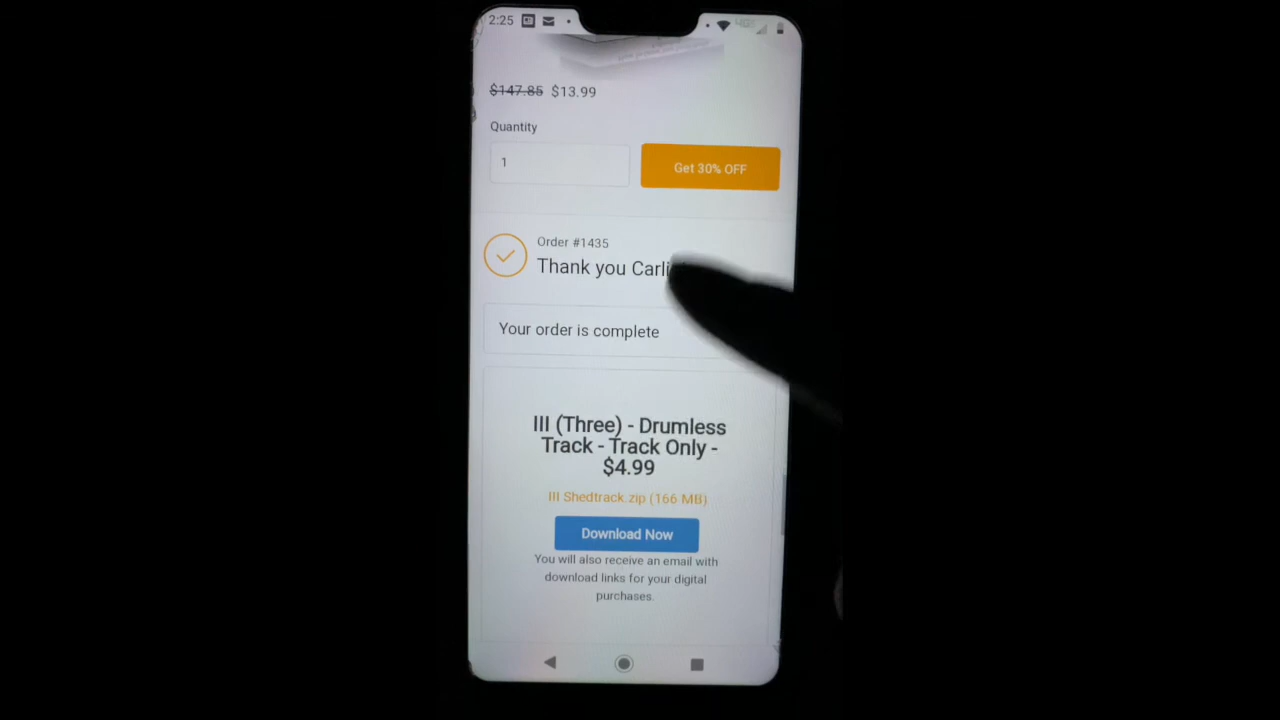 2:25
$147.85 $13.99
Quantity
1
Get 30% OFF
Order #1435
Thank you
Your order is complete
III (Three) - Drumless
Track - Track Only -
$4.99
III Shedtrack.zip (166 MB)
Download Now
You will also receive an email with
download links for your digital
purchases.